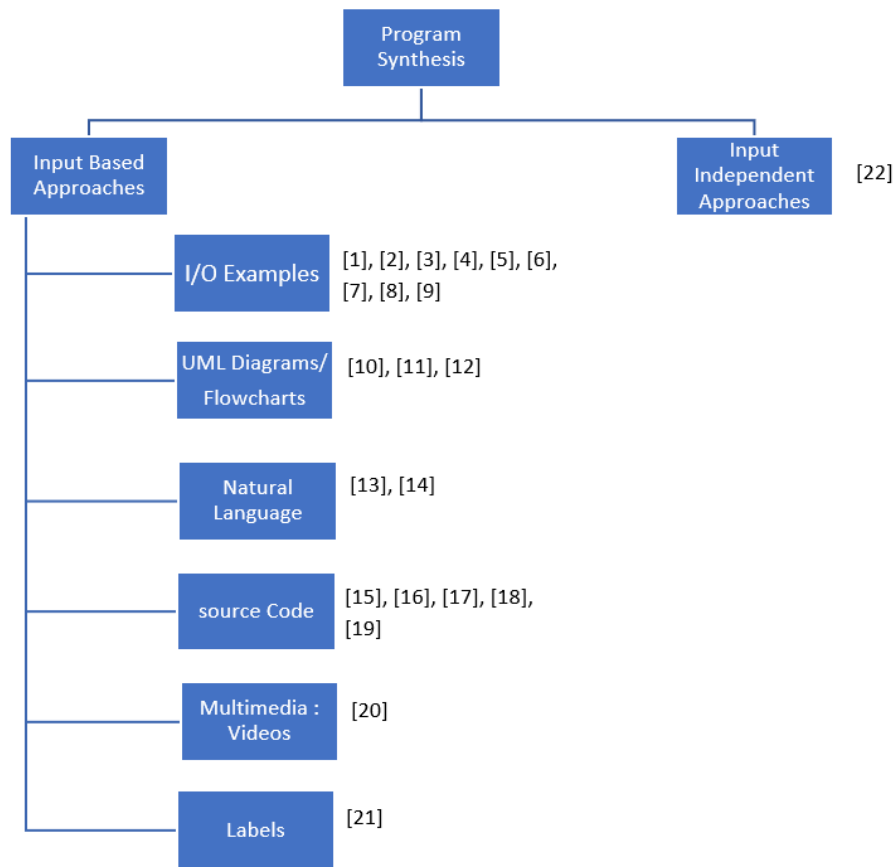 Program
Synthesis
Input Based
Approaches
Input
Independent
Approaches
[22]
I/O Examples
[1], [2], [3], [4], [5], [6],
[7], [8], [9]
UML Diagrams/
Flowcharts
[10], [11], [12]
Natural
Language
[13], [14]
source Code
[15], [16], [17], [18],
[19]
Multimedia :
Videos
[20]
Labels
[21]